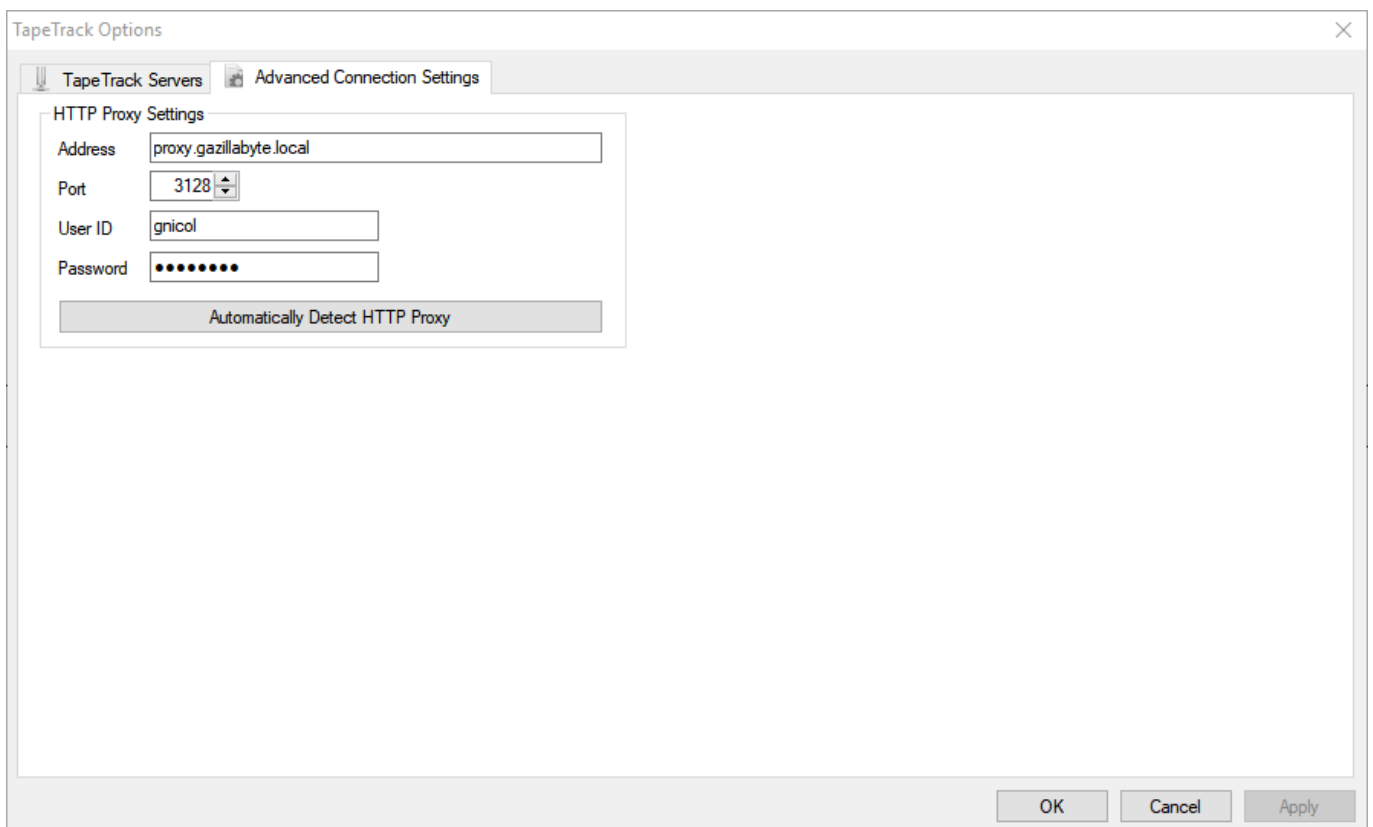 TapeTrack Options
TapeTrack Servers Advanced Connection Settings
HTTP Proxy Settings
Address proxy.gazillabyte.local
Port 3128
User ID gnicol
Password ••••••••
Automatically Detect HTTP Proxy
OK Cancel Apply